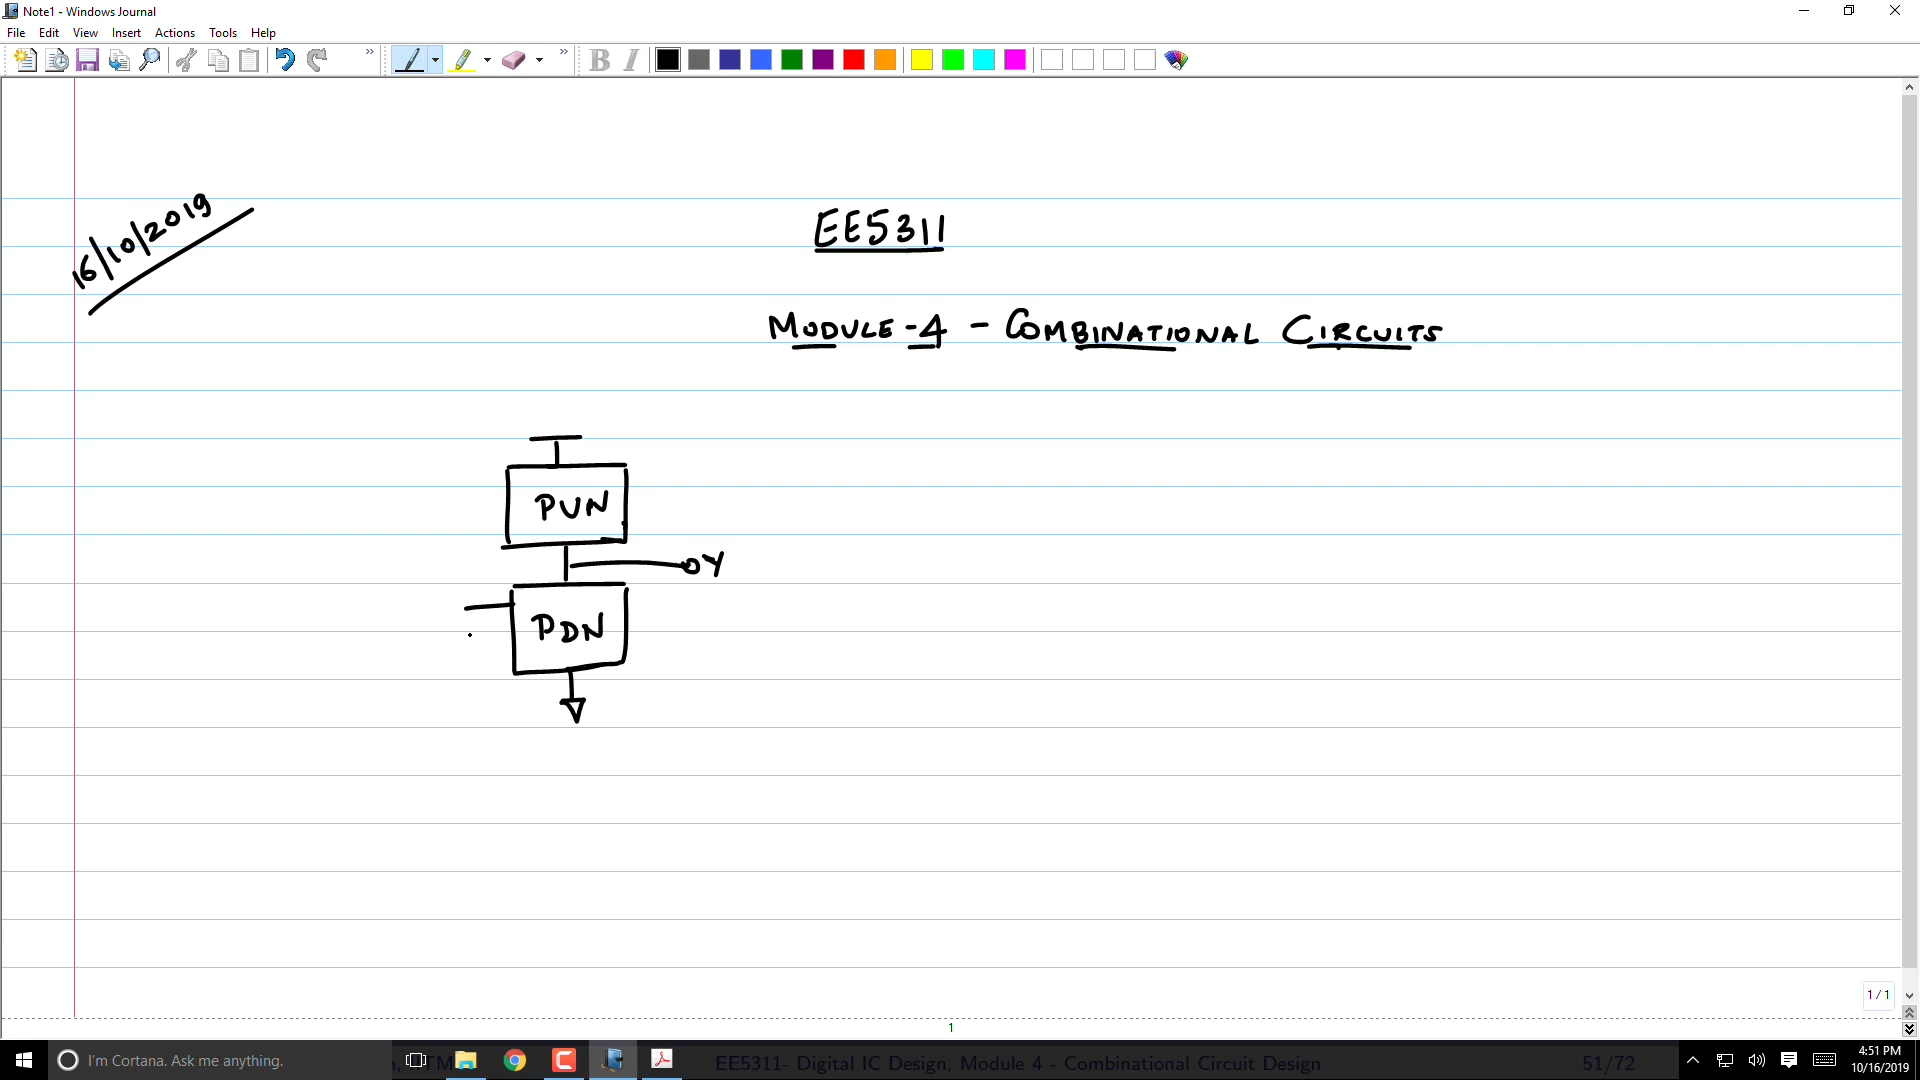 Note1 - Windows Journal
File Edit View Insert Actions Tools Help
B I
16/10/2019
EE5311
MODULE-4 - COMBINATIONAL CIRCUITS
PUN
Y
PDN
1 / 1
1
I'm Cortana. Ask me anything.
EE5311- Digital IC Design, Module 4 - Combinational Circuit Design
51/72
4:51 PM
10/16/2019